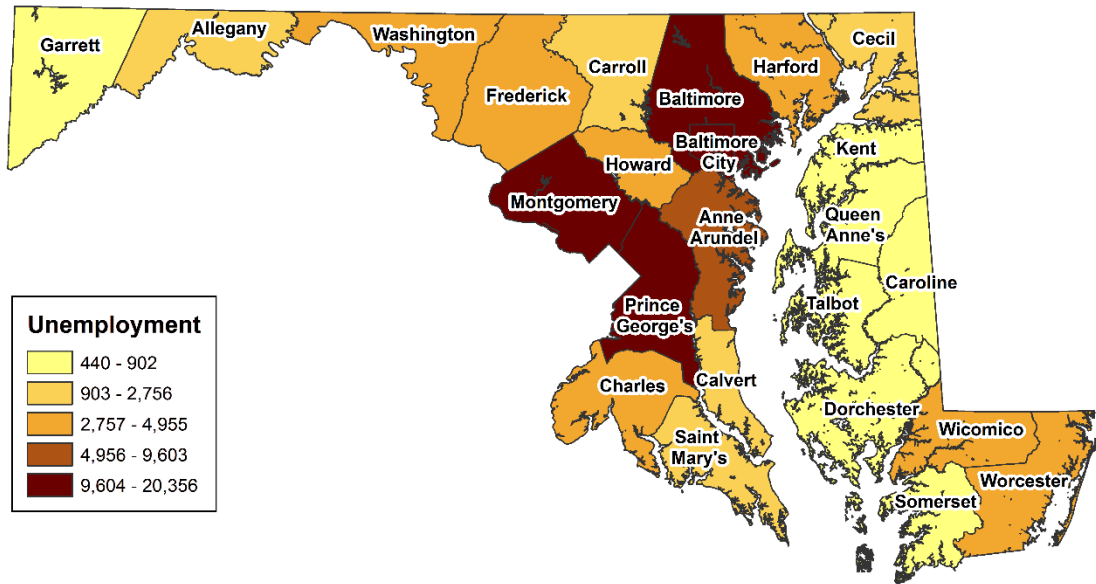 Garrett
Allegany
Washington
Frederick
Carroll
Baltimore
Harford
Cecil
Baltimore
City
Howard
Montgomery
Anne
Arundel
Kent
Queen
Anne's
Caroline
Talbot
Prince
George's
Charles
Calvert
Saint
Mary's
Dorchester
Wicomico
Worcester
Somerset
Unemployment
440 - 902
903 - 2,756
2,757 - 4,955
4,956 - 9,603
9,604 - 20,356